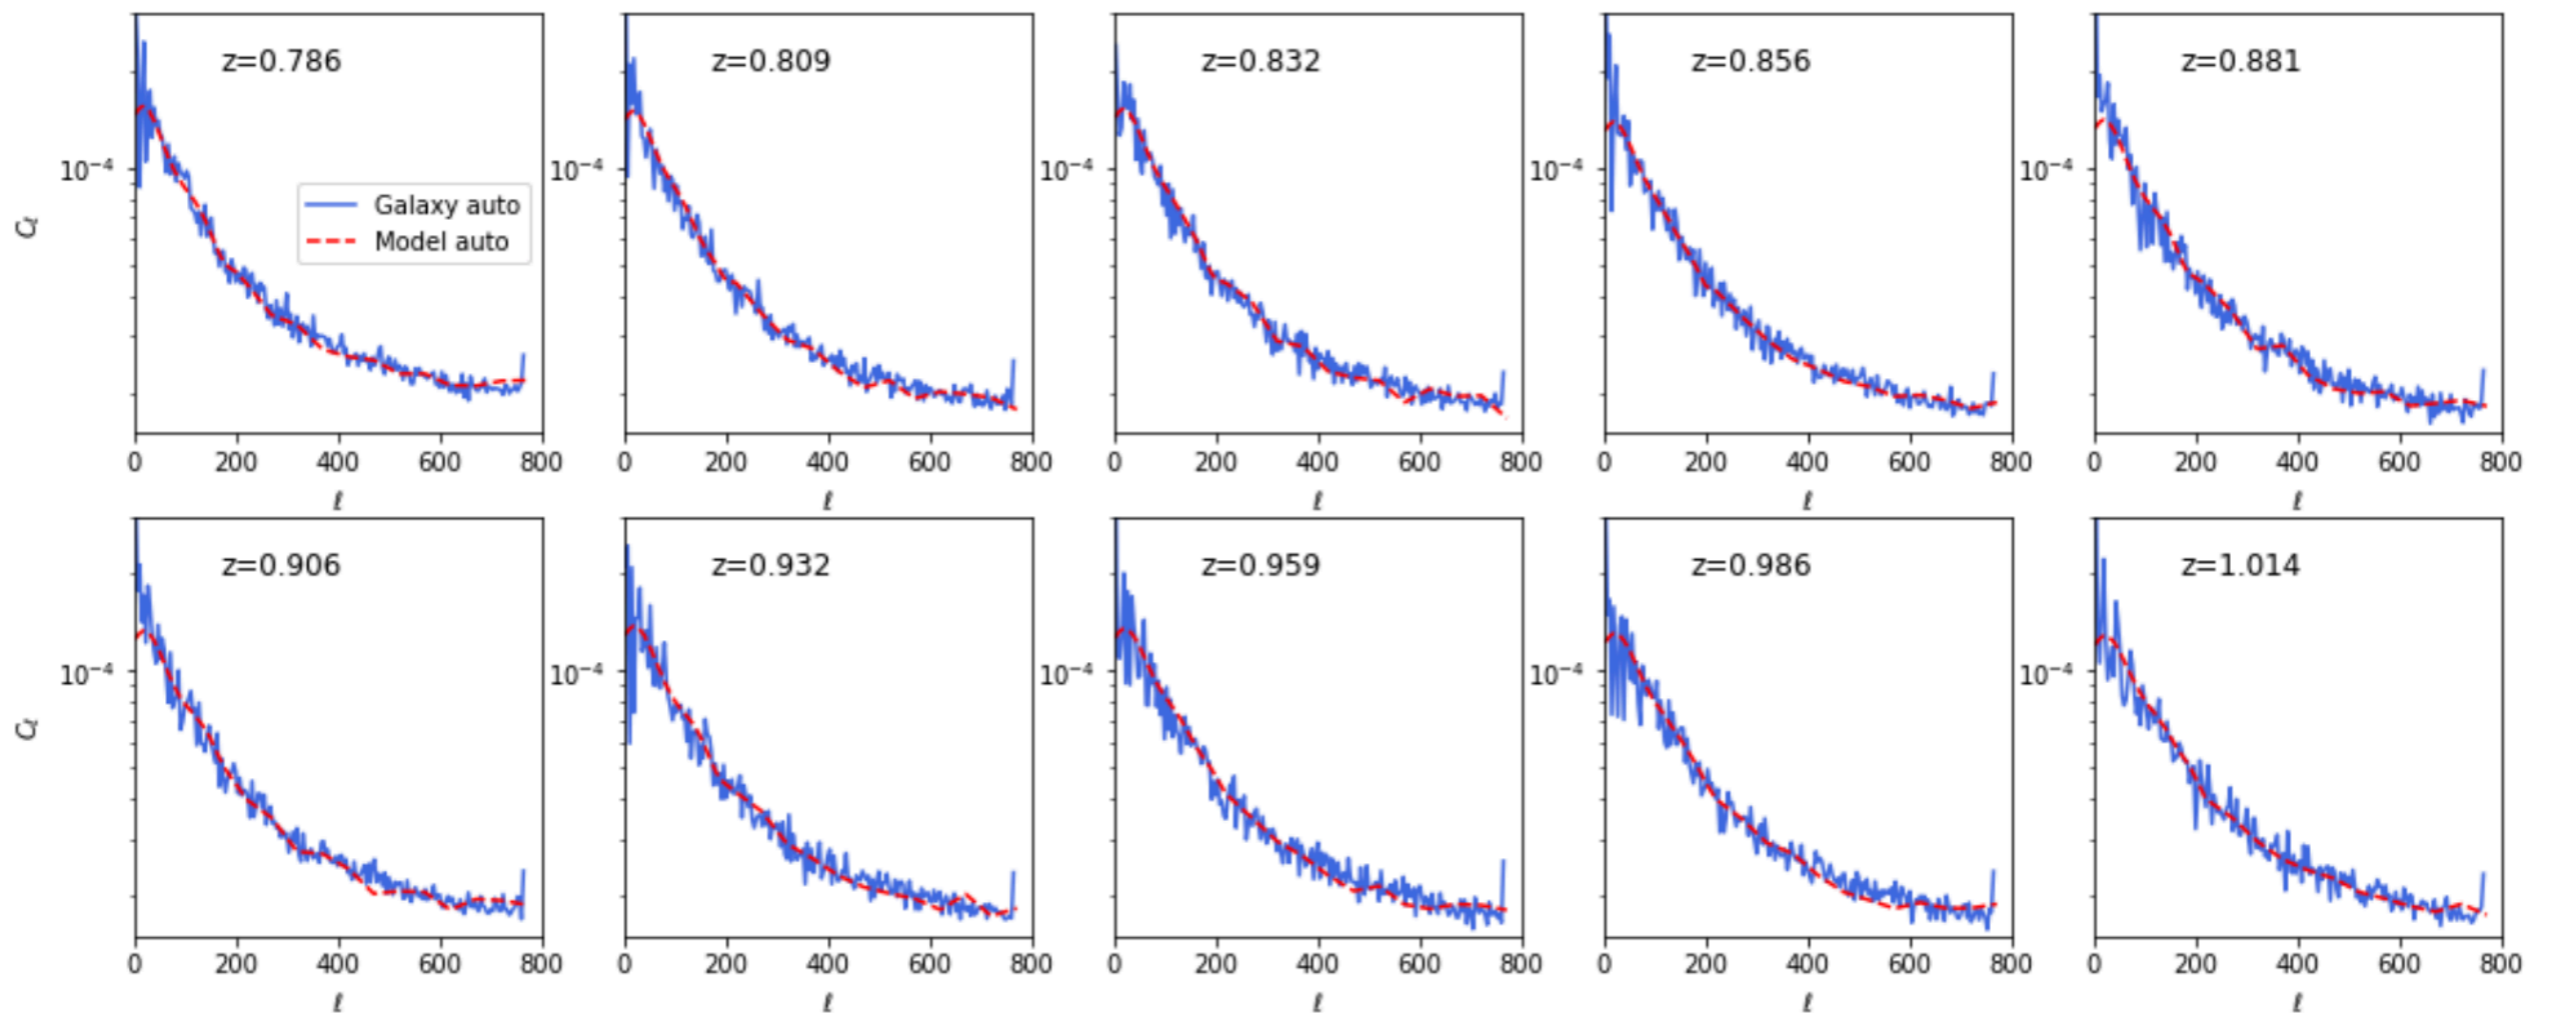 z=0.786 z=0.809 z=0.832 z=0.856 z=0.881
10⁻⁴ 10⁻⁴ 10⁻⁴ 10⁻⁴ 10⁻⁴
Galaxy auto
Model auto
Cℓ
0 200 400 600 800 0 200 400 600 800 0 200 400 600 800 0 200 400 600 800 0 200 400 600 800
ℓ ℓ ℓ ℓ ℓ
z=0.906 z=0.932 z=0.959 z=0.986 z=1.014
10⁻⁴ 10⁻⁴ 10⁻⁴ 10⁻⁴ 10⁻⁴
Cℓ
0 200 400 600 800 0 200 400 600 800 0 200 400 600 800 0 200 400 600 800 0 200 400 600 800
ℓ ℓ ℓ ℓ ℓ